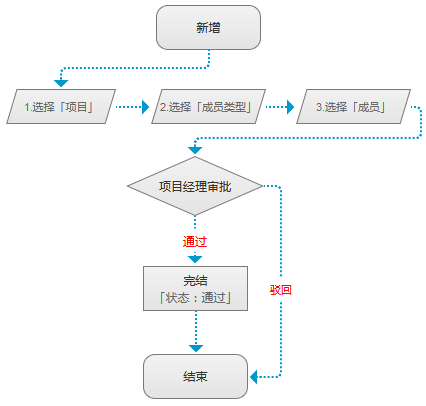 新增
1.选择「项目」
2.选择「成员类型」
3.选择「成员」
项目经理审批
通过
完结
「状态：通过」
驳回
结束